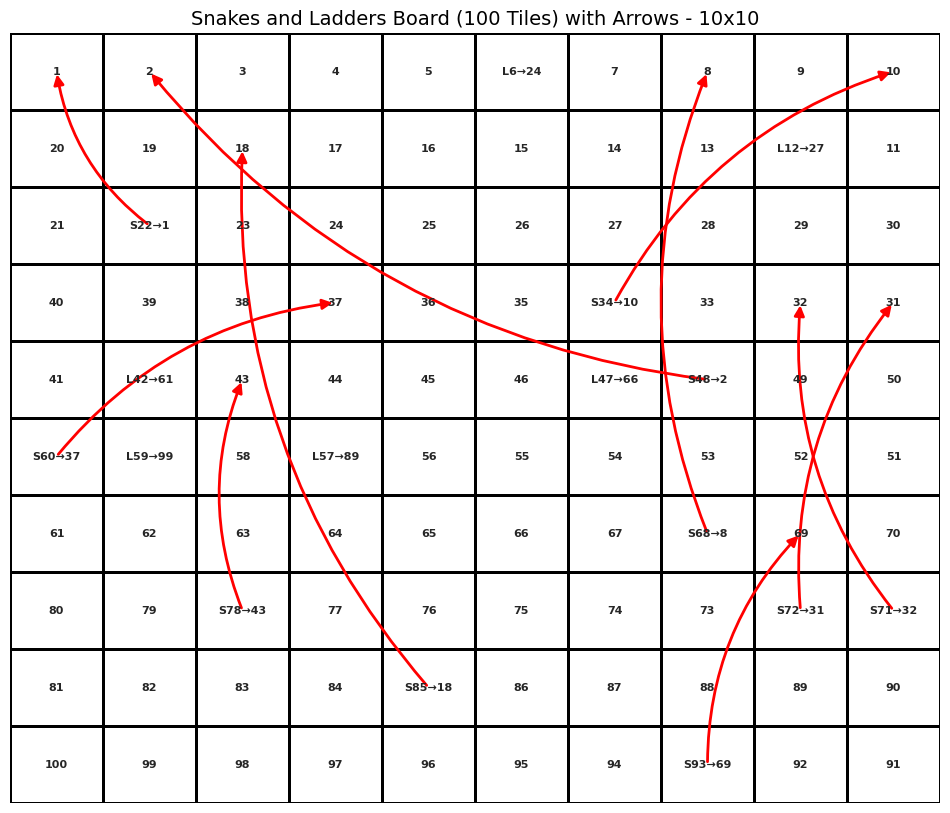 Snakes and Ladders Board (100 Tiles) with Arrows - 10x10
1 2 3 4 5 L6→24 7 8 9 10
20 19 18 17 16 15 14 13 L12→27 11
21 S22→1 23 24 25 26 27 28 29 30
40 39 38 37 36 35 S34→10 33 32 31
41 L42→61 43 44 45 46 L47→66 S48→2 49 50
S60→37 L59→99 58 L57→89 56 55 54 53 52 51
61 62 63 64 65 66 67 S68→8 69 70
80 79 S78→43 77 76 75 74 73 S72→31 S71→32
81 82 83 84 S85→18 86 87 88 89 90
100 99 98 97 96 95 94 S93→69 92 91